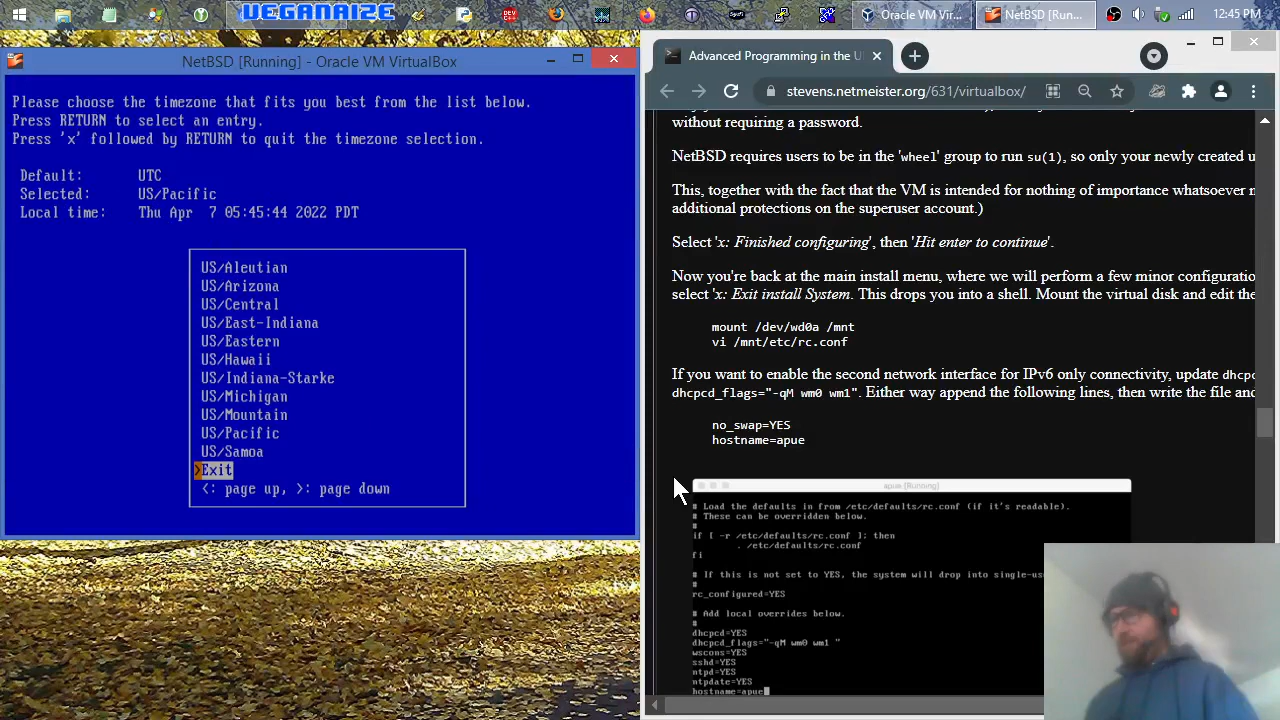 VEGANAIZE
Oracle VM Vir...
NetBSD [Run...
12:45 PM
NetBSD [Running] - Oracle VM VirtualBox
Please choose the timezone that fits you best from the list below.
Press RETURN to select an entry.
Press 'x' followed by RETURN to quit the timezone selection.
Default: UTC
Selected: US/Pacific
Local time: Thu Apr 7 05:45:44 2022 PDT
US/Aleutian
US/Arizona
US/Central
US/East-Indiana
US/Eastern
US/Hawaii
US/Indiana-Starke
US/Michigan
US/Mountain
US/Pacific
US/Samoa
>Exit
<: page up, >: page down
Advanced Programming in the U
stevens.netmeister.org/631/virtualbox/
without requiring a password.
NetBSD requires users to be in the 'wheel' group to run su(1), so only your newly created u
This, together with the fact that the VM is intended for nothing of importance whatsoever
additional protections on the superuser account.)
Select 'x: Finished configuring', then 'Hit enter to continue'.
Now you're back at the main install menu, where we will perform a few minor configuration
select 'x: Exit install System. This drops you into a shell. Mount the virtual disk and edit the
mount /dev/wd0a /mnt
vi /mnt/etc/rc.conf
If you want to enable the second network interface for IPv6 only connectivity, update dhcpc
dhcpcd_flags="-qM wm0 wm1". Either way append the following lines, then write the file and
no_swap=YES
hostname=apue
apue [Running]
# Load the defaults in from /etc/defaults/rc.conf (if it's readable).
# These can be overridden below.
#
if [ -r /etc/defaults/rc.conf ]; then
. /etc/defaults/rc.conf
fi
# If this is not set to YES, the system will drop into single-use
#
rc_configured=YES
# Add local overrides below.
#
dhcpcd=YES
dhcpcd_flags="-qM wm0 wm1 "
wscons=YES
sshd=YES
ntpd=YES
ntpdate=YES
hostname=apue